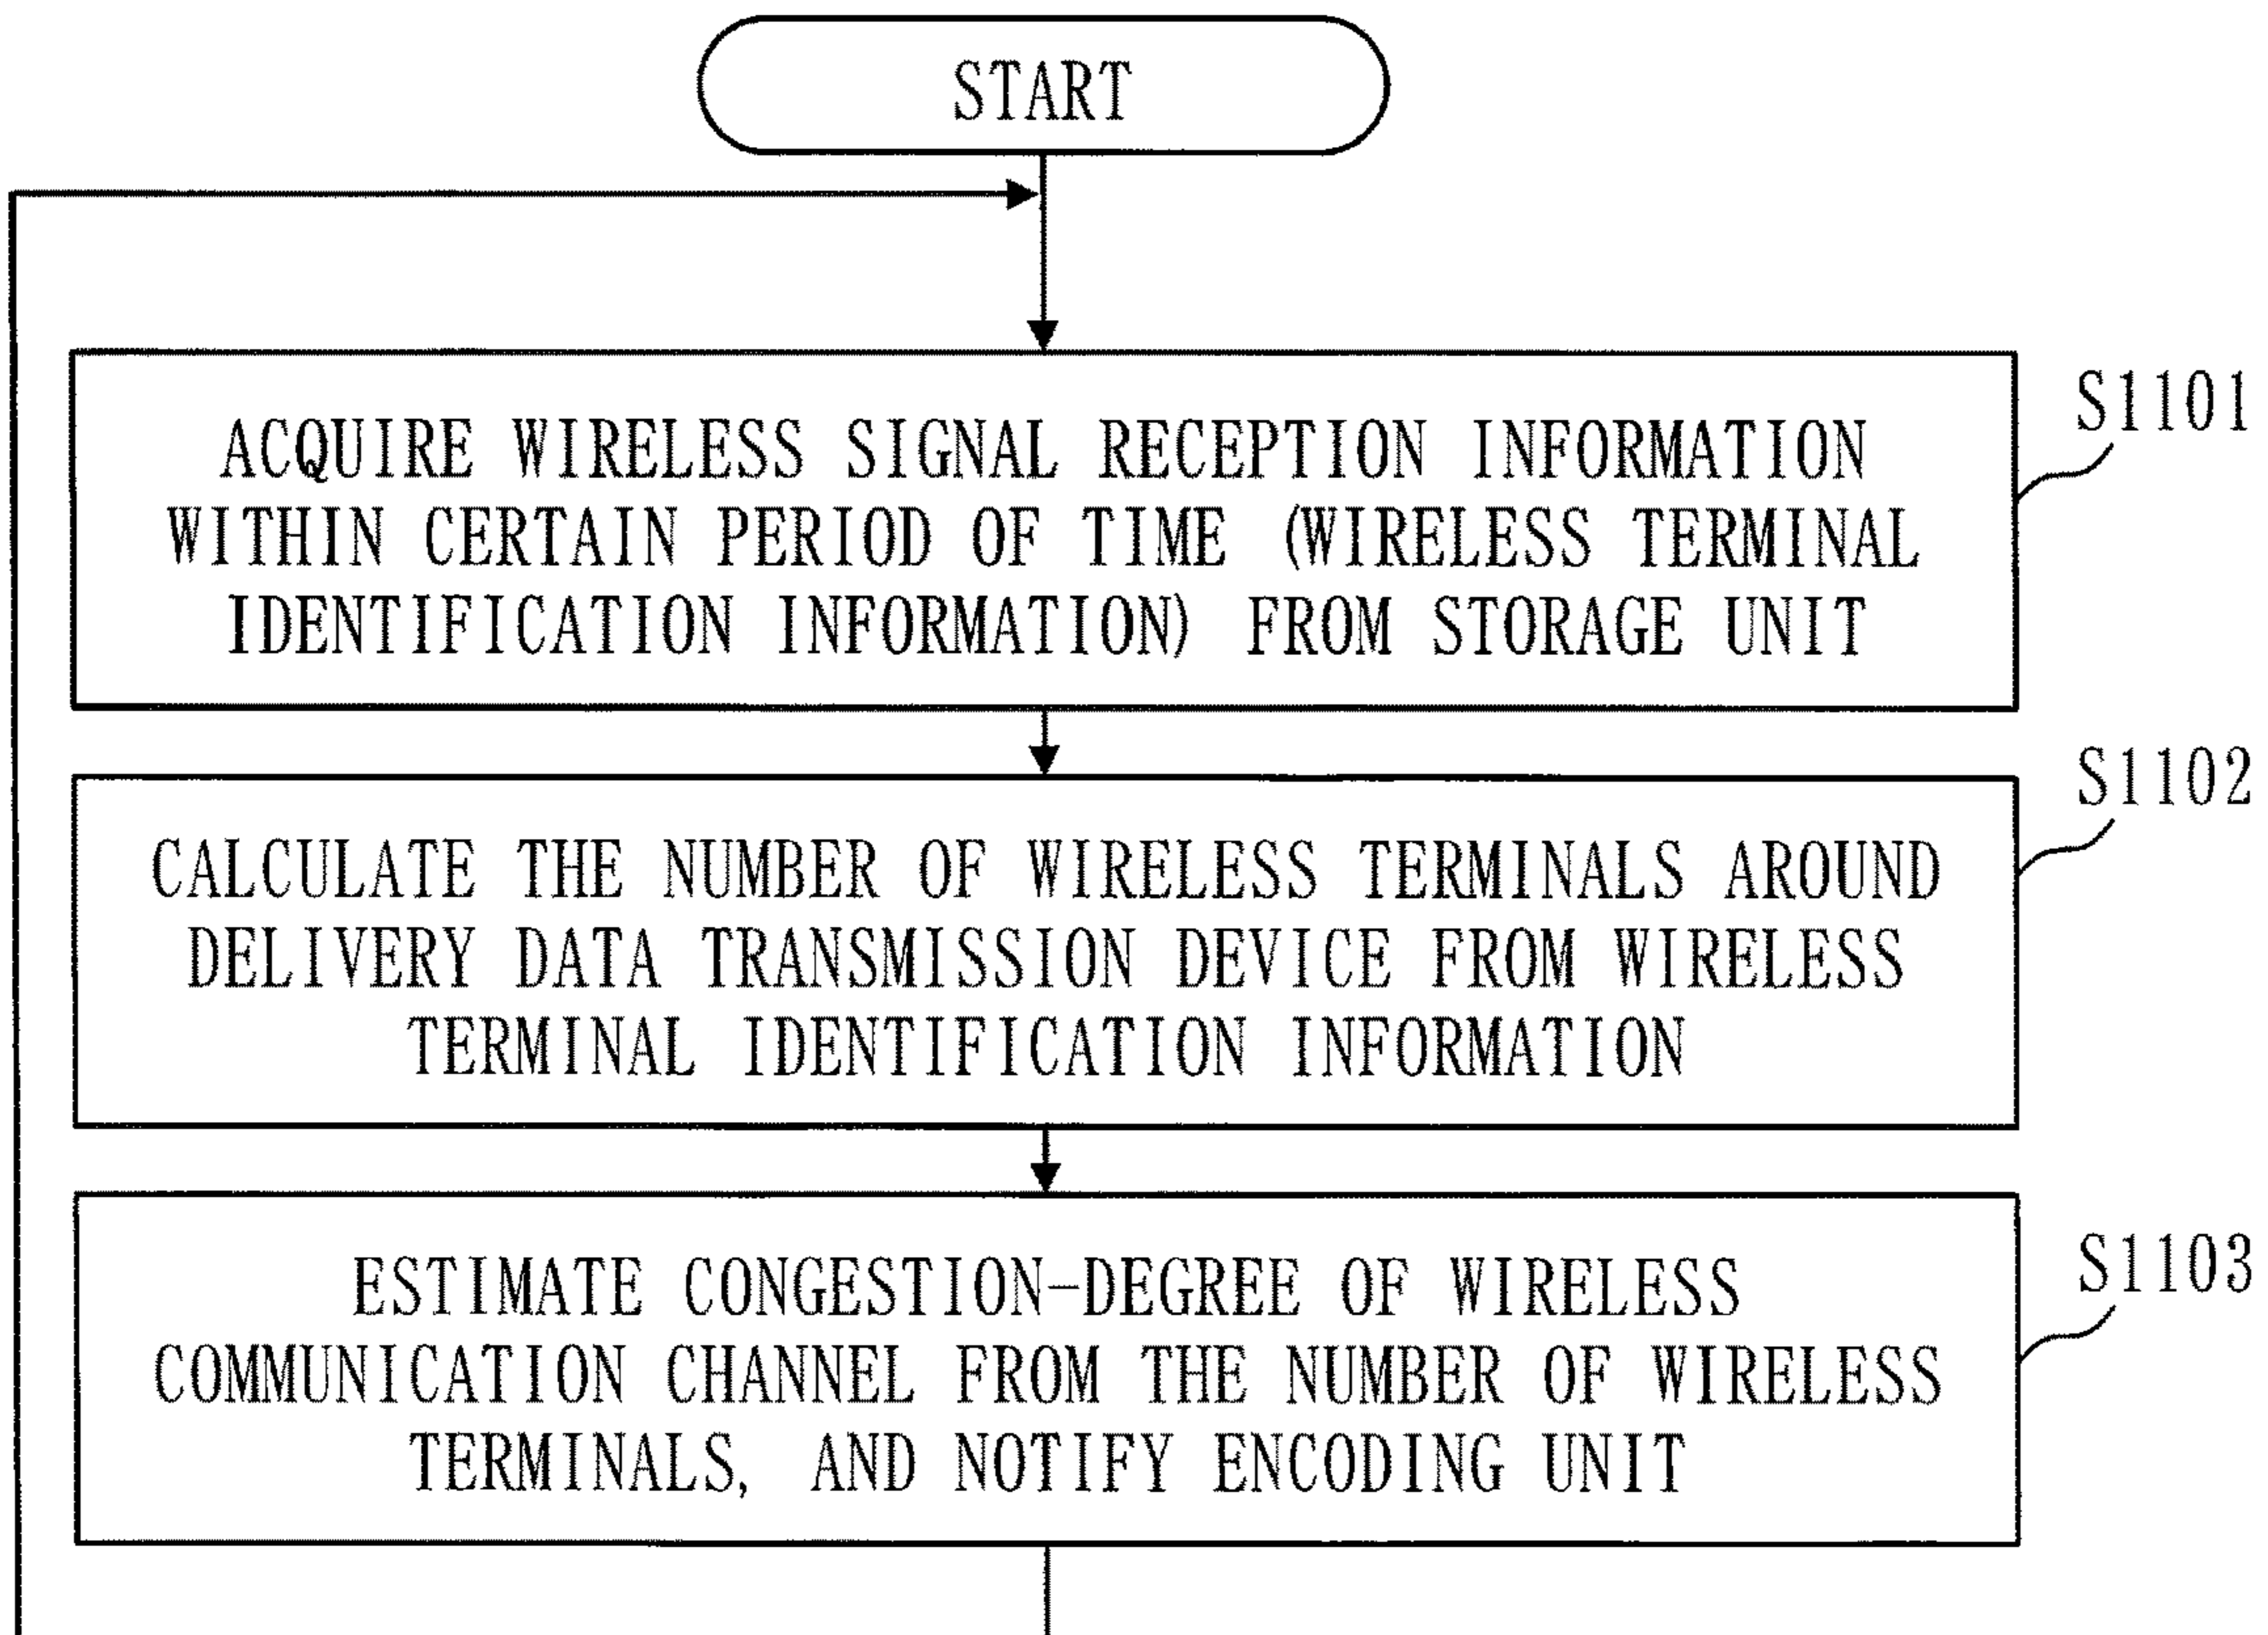 START
S1101
ACQUIRE WIRELESS SIGNAL RECEPTION INFORMATION
WITHIN CERTAIN PERIOD OF TIME (WIRELESS TERMINAL
IDENTIFICATION INFORMATION) FROM STORAGE UNIT
S1102
CALCULATE THE NUMBER OF WIRELESS TERMINALS AROUND
DELIVERY DATA TRANSMISSION DEVICE FROM WIRELESS
TERMINAL IDENTIFICATION INFORMATION
S1103
ESTIMATE CONGESTION-DEGREE OF WIRELESS
COMMUNICATION CHANNEL FROM THE NUMBER OF WIRELESS
TERMINALS, AND NOTIFY ENCODING UNIT